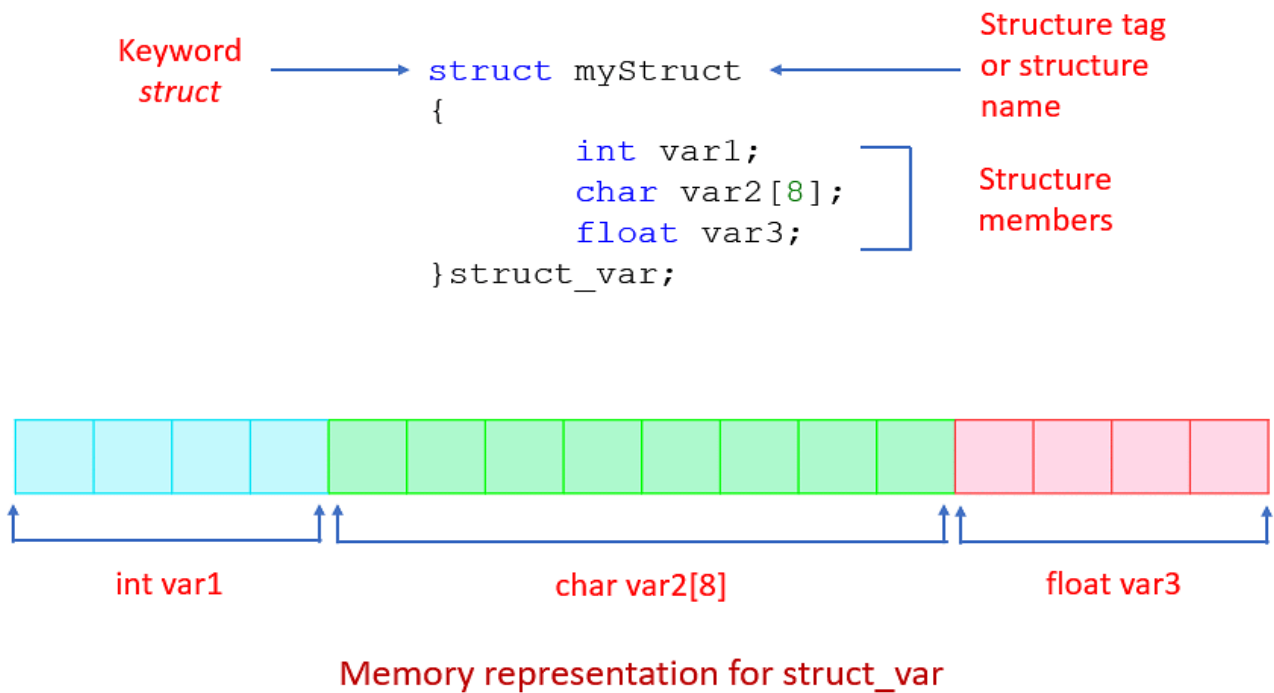 Keyword
struct
struct myStruct
{
int var1;
char var2[8];
float var3;
}struct_var;
Structure tag
or structure
name
Structure
members
int var1
char var2[8]
float var3
Memory representation for struct_var